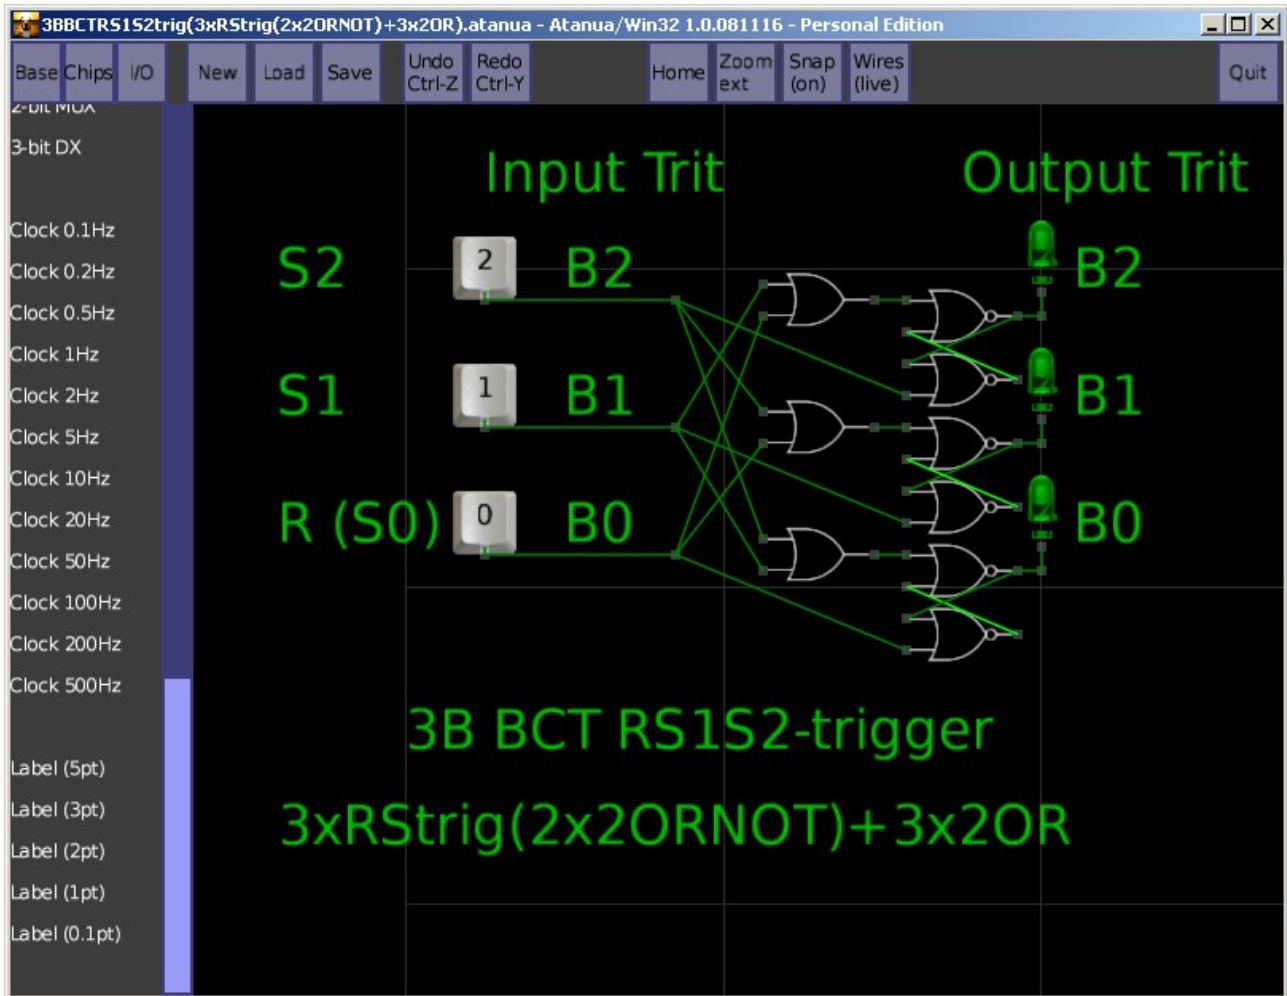 3BBCTRS1S2trig(3xRStrig(2x2ORNOT)+3x2OR).atanua - Atanua/Win32 1.0.081116 - Personal Edition
Base Chips I/O New Load Save Undo Ctrl-Z Redo Ctrl-Y Home Zoom ext Snap (on) Wires (live) Quit
2-bit MUX
3-bit DX
Clock 0.1Hz
Clock 0.2Hz
Clock 0.5Hz
Clock 1Hz
Clock 2Hz
Clock 5Hz
Clock 10Hz
Clock 20Hz
Clock 50Hz
Clock 100Hz
Clock 200Hz
Clock 500Hz
Label (5pt)
Label (3pt)
Label (2pt)
Label (1pt)
Label (0.1pt)
Input Trit Output Trit
S2 2 B2 B2
S1 1 B1 B1
R (S0) 0 B0 B0
3B BCT RS1S2-trigger
3xRStrig(2x2ORNOT)+3x2OR